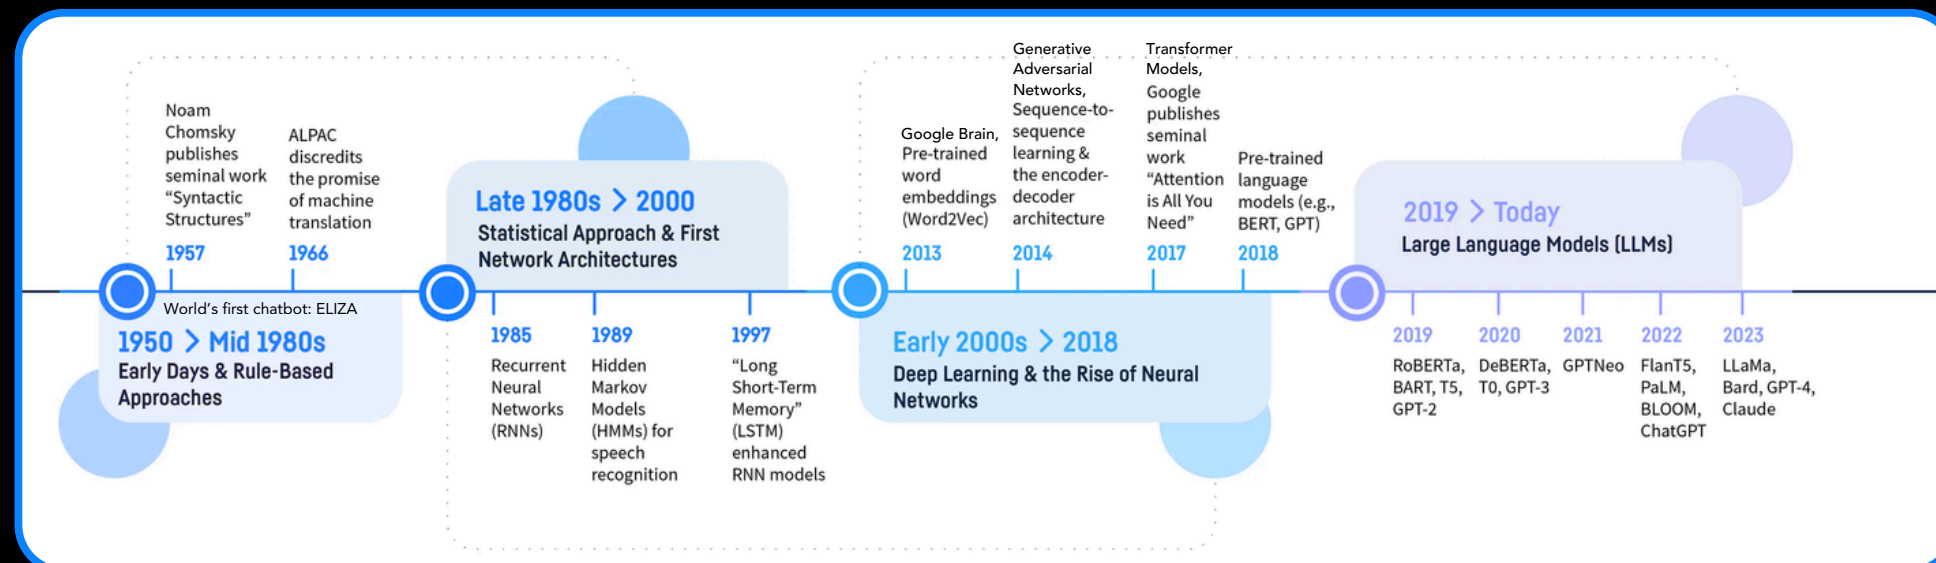 Noam
Chomsky
publishes
seminal work
“Syntactic
Structures”
1957
ALPAC
discredits
the promise
of machine
translation
1966
World’s first chatbot: ELIZA
1950 > Mid 1980s
Early Days & Rule-Based
Approaches
Late 1980s > 2000
Statistical Approach & First
Network Architectures
1985
Recurrent
Neural
Networks
(RNNs)
1989
Hidden
Markov
Models
(HMMs) for
speech
recognition
1997
“Long
Short-Term
Memory”
(LSTM)
enhanced
RNN models
Google Brain,
Pre-trained
word
embeddings
(Word2Vec)
2013
Generative
Adversarial
Networks,
Sequence-to-
sequence
learning &
the encoder-
decoder
architecture
2014
Transformer
Models,
Google
publishes
seminal
work
“Attention
is All You
Need”
2017
Pre-trained
language
models (e.g.,
BERT, GPT)
2018
Early 2000s > 2018
Deep Learning & the Rise of Neural
Networks
2019 > Today
Large Language Models (LLMs)
2019
RoBERTa,
BART, T5,
GPT-2
2020
DeBERTa,
T0, GPT-3
2021
GPTNeo
2022
FlanT5,
PaLM,
BLOOM,
ChatGPT
2023
LLaMa,
Bard, GPT-4,
Claude